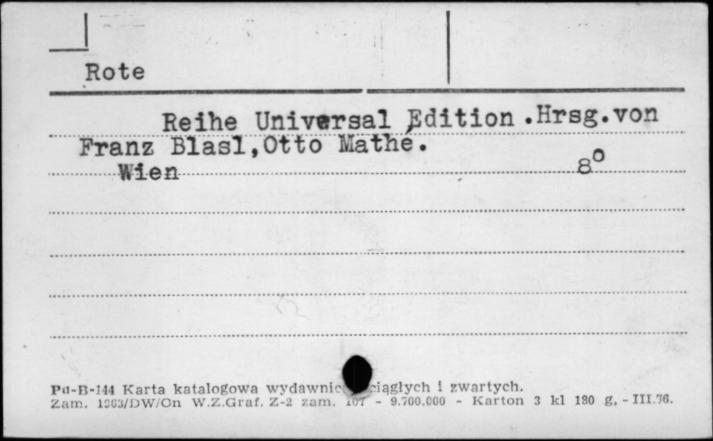 Rote
Reihe Universal Edition .Hrsg.von
Franz Blasl,Otto Mathe.
Wien 8°
Pu-B-144 Karta katalogowa wydawnic ciągłych i zwartych.
Zam. 1263/DW/On W.Z.Graf. Z-2 zam. 107 - 9.700.000 - Karton 3 kl 180 g, - III.76.